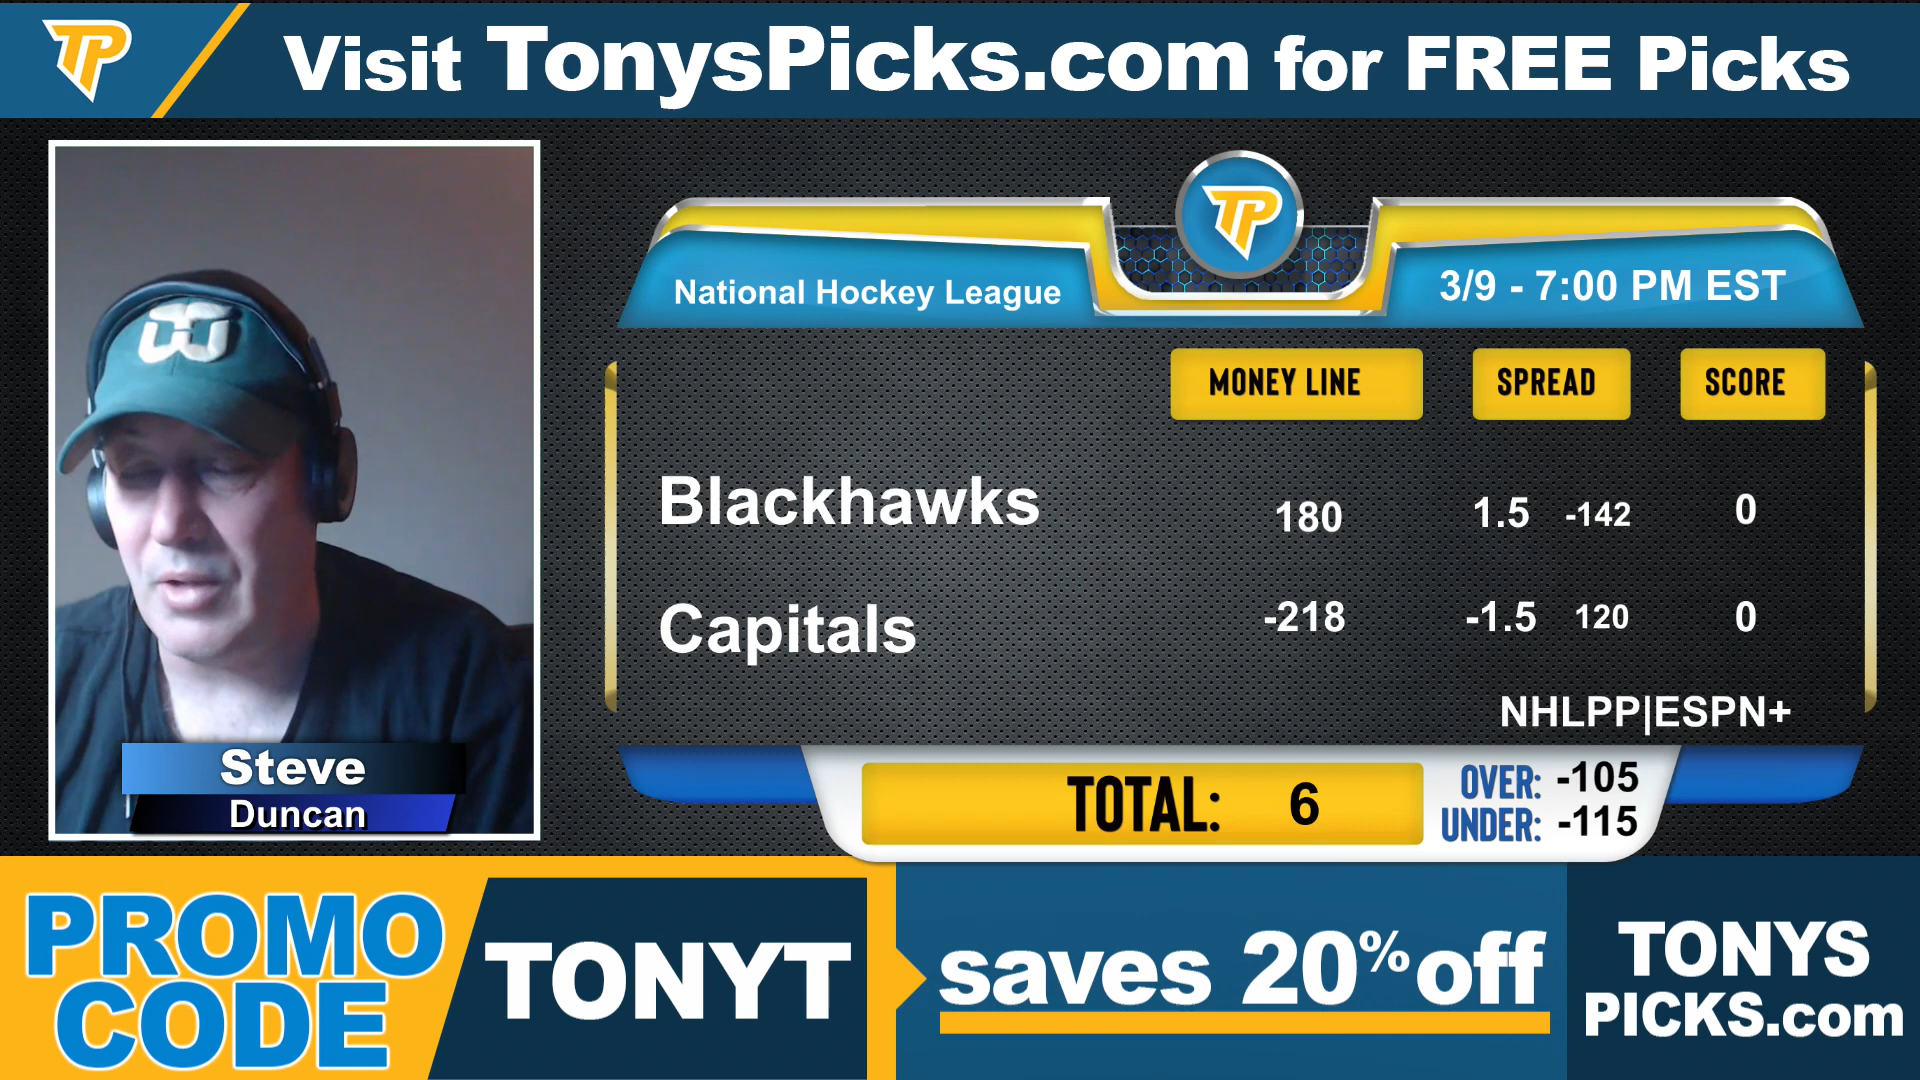 TP
Visit TonysPicks.com for FREE Picks
TP
National Hockey League
3/9 - 7:00 PM EST
MONEY LINE SPREAD SCORE
Blackhawks 180 1.5 -142 0
Capitals -218 -1.5 120 0
NHLPP|ESPN+
TOTAL: 6
OVER: -105
UNDER: -115
Steve
Duncan
PROMO
CODE
TONYT
saves 20% off
TONYS
PICKS.com